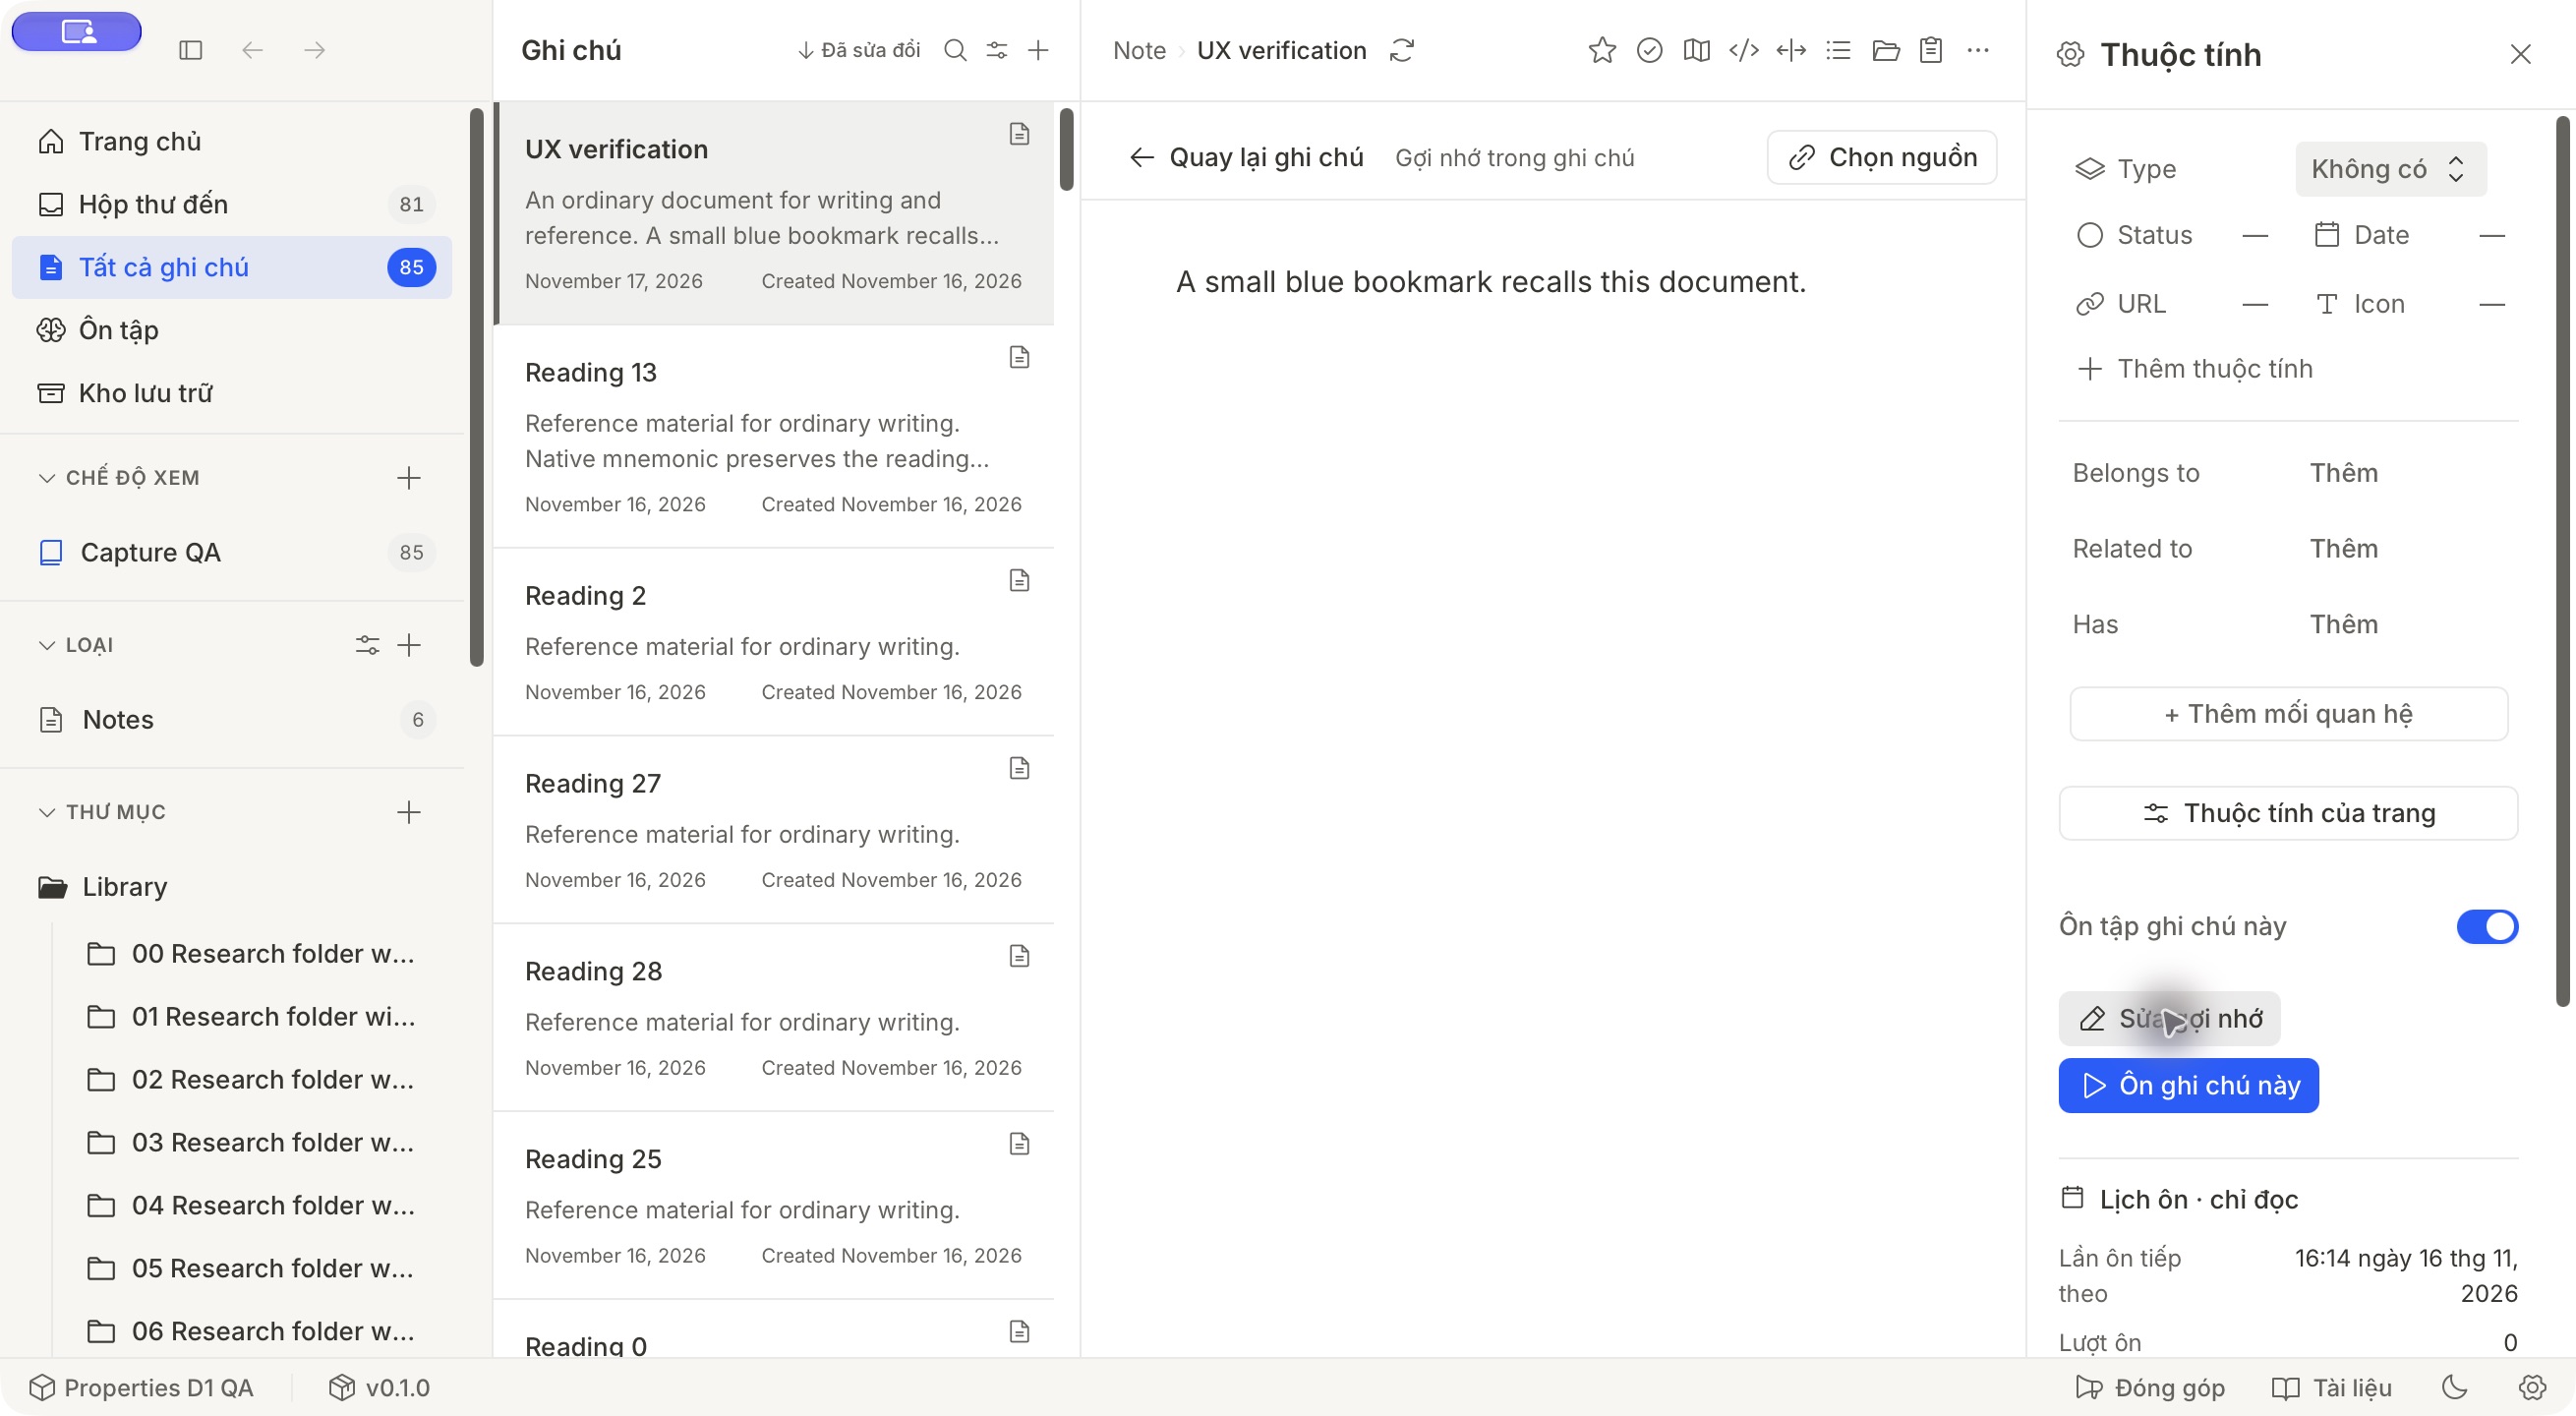 Trang chủ
Hộp thư đến 81
Tất cả ghi chú 85
Ôn tập
Kho lưu trữ
CHẾ ĐỘ XEM
Capture QA 85
LOẠI
Notes 6
THƯ MỤC
Library
00 Research folder w...
01 Research folder wi...
02 Research folder w...
03 Research folder w...
04 Research folder w...
05 Research folder w...
06 Research folder w...
Ghi chú
Đã sửa đổi
UX verification
An ordinary document for writing and
reference. A small blue bookmark recalls...
November 17, 2026 Created November 16, 2026
Reading 13
Reference material for ordinary writing.
Native mnemonic preserves the reading...
November 16, 2026 Created November 16, 2026
Reading 2
Reference material for ordinary writing.
November 16, 2026 Created November 16, 2026
Reading 27
Reference material for ordinary writing.
November 16, 2026 Created November 16, 2026
Reading 28
Reference material for ordinary writing.
November 16, 2026 Created November 16, 2026
Reading 25
Reference material for ordinary writing.
November 16, 2026 Created November 16, 2026
Reading 0
Note › UX verification
Quay lại ghi chú Gợi nhớ trong ghi chú Chọn nguồn
A small blue bookmark recalls this document.
Thuộc tính
Type Không có
Status — Date —
URL — Icon —
Thêm thuộc tính
Belongs to Thêm
Related to Thêm
Has Thêm
+ Thêm mối quan hệ
Thuộc tính của trang
Ôn tập ghi chú này
Sửa gợi nhớ
Ôn ghi chú này
Lịch ôn · chỉ đọc
Lần ôn tiếp theo 16:14 ngày 16 thg 11, 2026
Lượt ôn 0
Properties D1 QA v0.1.0
Đóng góp Tài liệu